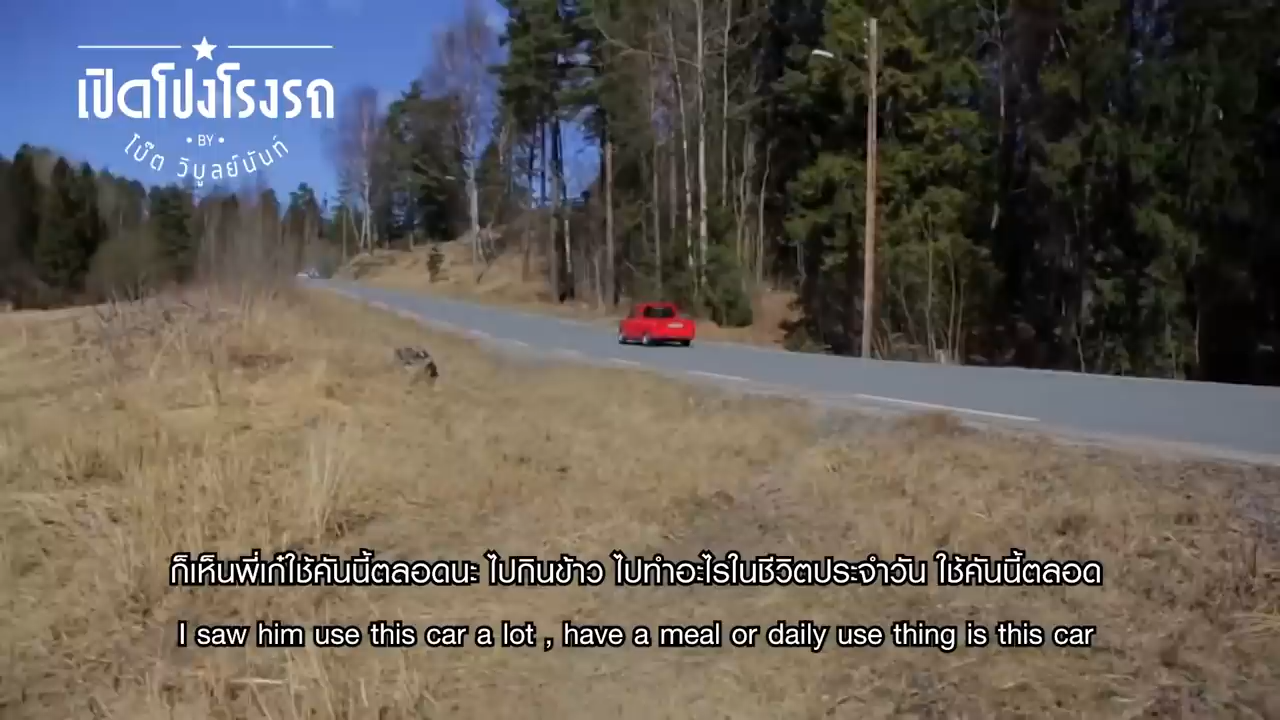 เปิดโปงโรงรถ
BY
โบ๊ต วิบูลย์นันท์
ก็เห็นพี่เก๋ใช้คันนี้ตลอดนะ ไปกินข้าว ไปทำอะไรในชีวิตประจำวัน ใช้คันนี้ตลอด
I saw him use this car a lot , have a meal or daily use thing is this car